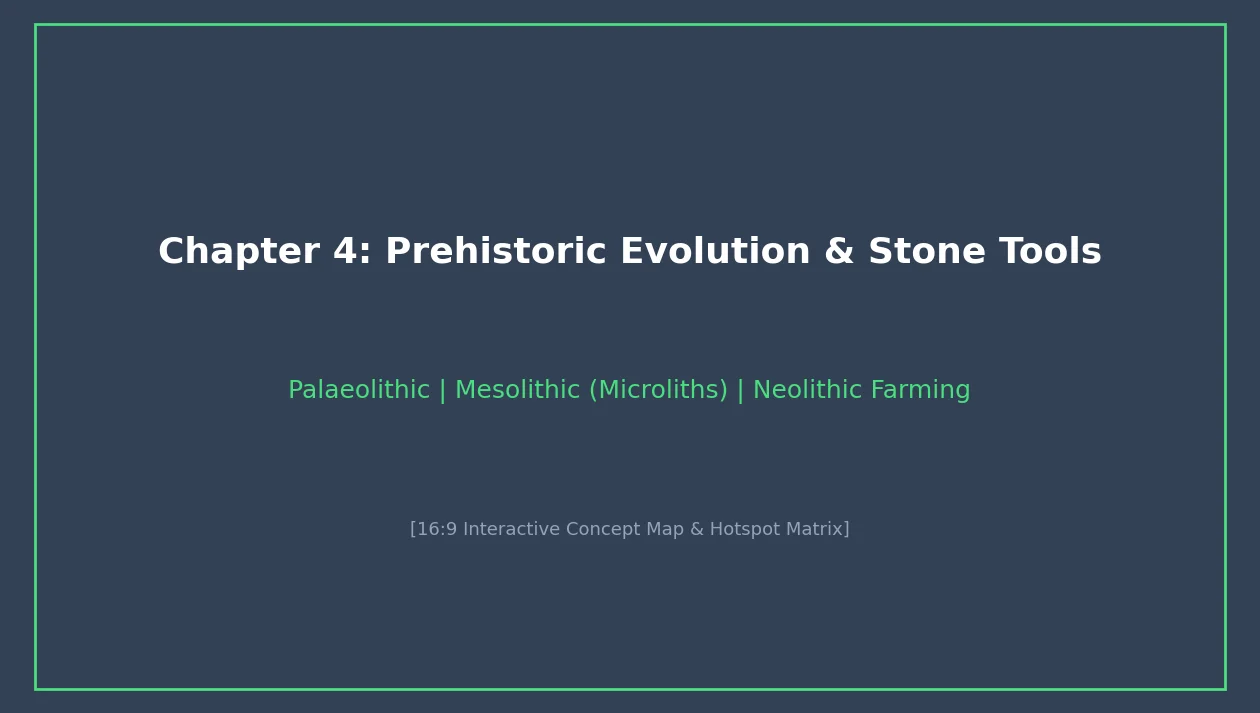 Chapter 4: Prehistoric Evolution & Stone Tools
Palaeolithic | Mesolithic (Microliths) | Neolithic Farming
[16:9 Interactive Concept Map & Hotspot Matrix]